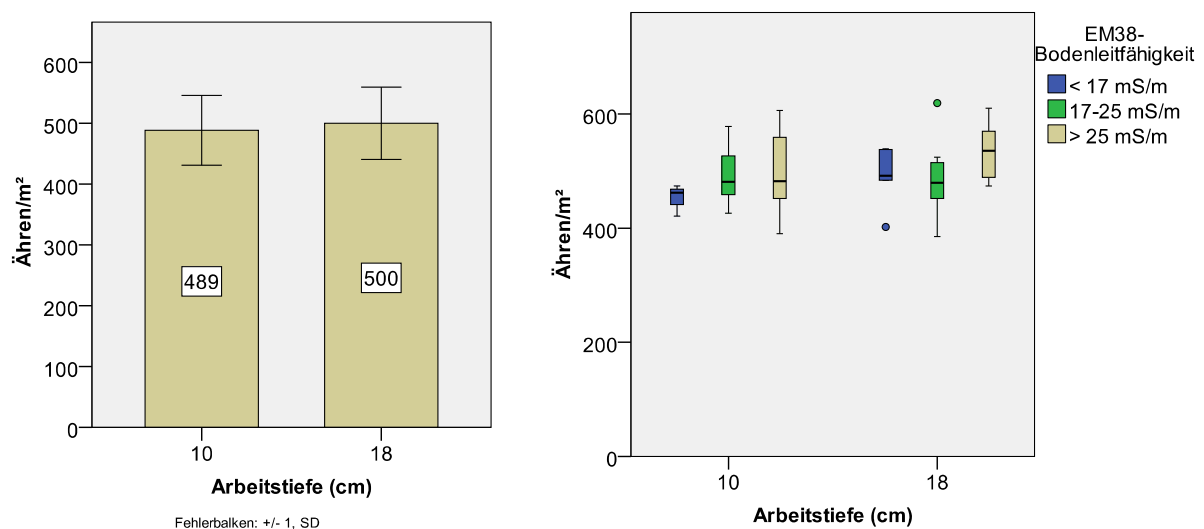 600
500
400
300
200
100
0
Ähren/m²
489
500
10
18
Arbeitstiefe (cm)
Fehlerbalken: +/- 1, SD
600
400
200
0
Ähren/m²
10
18
Arbeitstiefe (cm)
EM38-
Bodenleitfähigkeit
< 17 mS/m
17-25 mS/m
> 25 mS/m